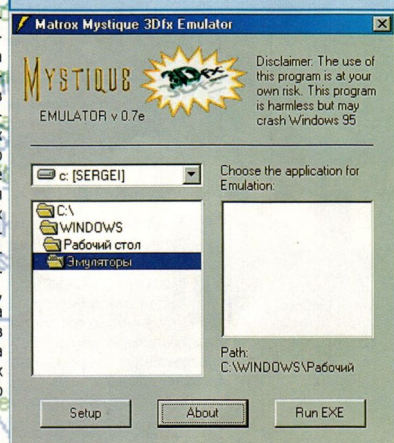 Matrox Mystique 3Dfx Emulator
MYSTIQUE
3Dfx
EMULATOR v 0.7e
Disclaimer: The use of
this program is at your
own risk. This program
is harmless but may
crash Windows 95
c: [SERGEI]
Choose the application for
Emulation:
C:\
WINDOWS
Рабочий стол
Эмуляторы
Path:
C:\WINDOWS\Рабочий
Setup
About
Run EXE